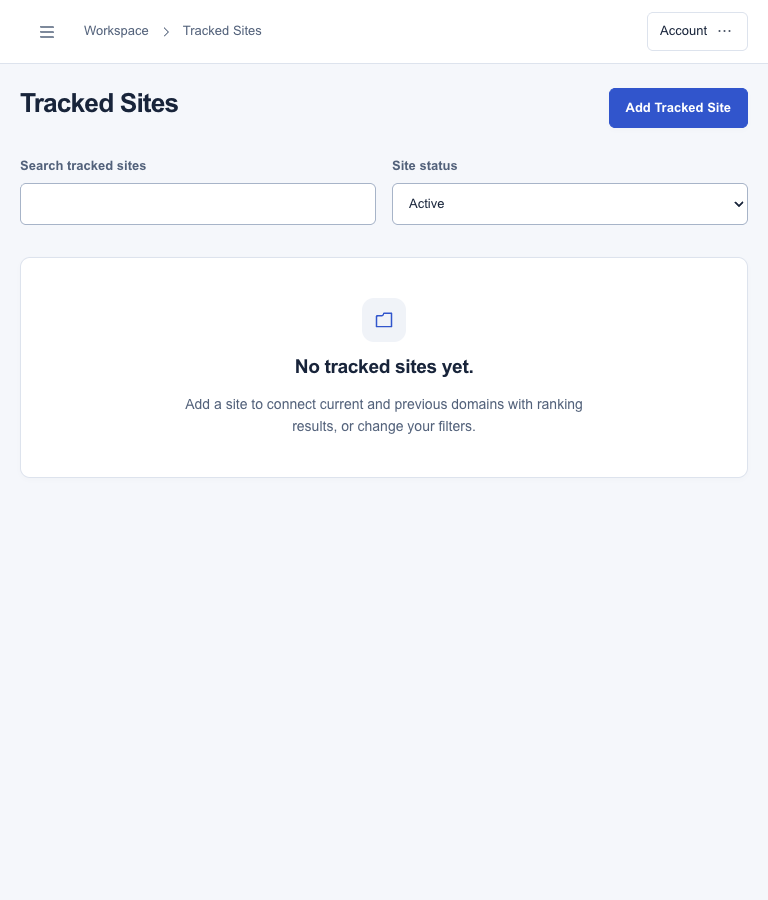 Workspace
Tracked Sites
Account
Tracked Sites
Add Tracked Site
Search tracked sites
Site status
Active
No tracked sites yet.
Add a site to connect current and previous domains with ranking
results, or change your filters.